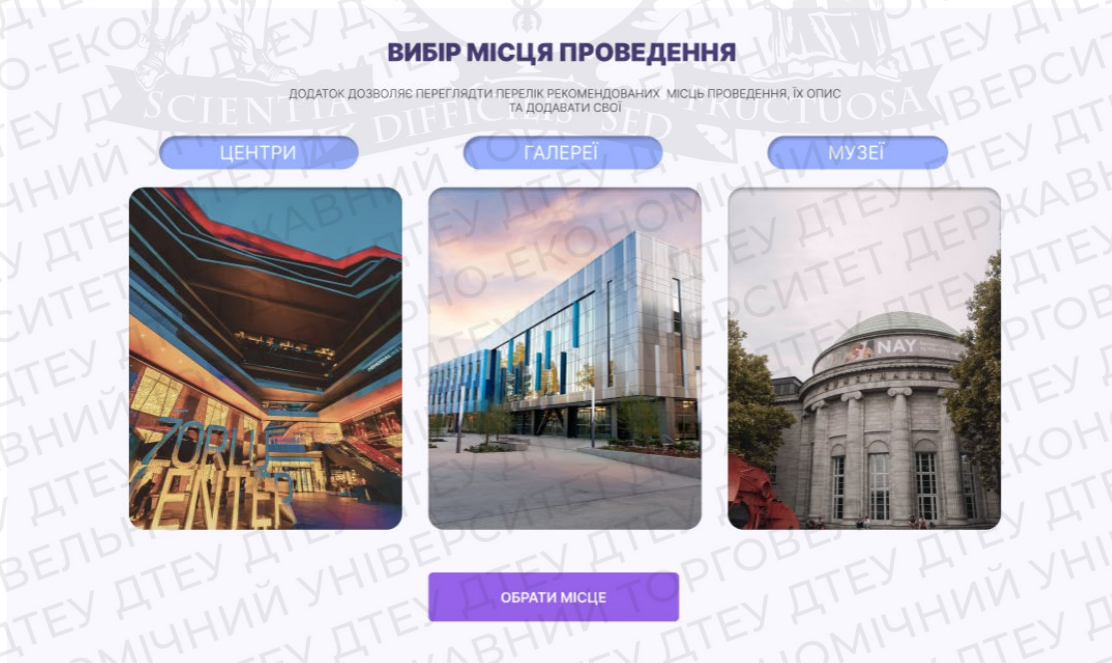 ВИБІР МІСЦЯ ПРОВЕДЕННЯ
ДОДАТОК ДОЗВОЛЯЄ ПЕРЕГЛЯДТИ ПЕРЕЛІК РЕКОМЕНДОВАНИХ МІСЦЬ ПРОВЕДЕННЯ, ЇХ ОПИС
ТА ДОДАВАТИ СВОЇ
SCIENTIA DIFFICILIS SED FRUCTUOSA
ЦЕНТРИ
ГАЛЕРЕЇ
МУЗЕЇ
NAY
ZORLU
CENTER
ОБРАТИ МІСЦЕ